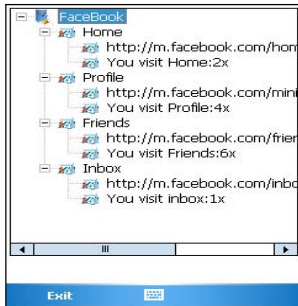 FaceBook
Home
http://m.facebook.com/hom
You visit Home:2x
Profile
http://m.facebook.com/mini
You visit Profile:4x
Friends
http://m.facebook.com/frier
You visit Friends:6x
Inbox
http://m.facebook.com/inbo
You visit inbox:1x
Exit